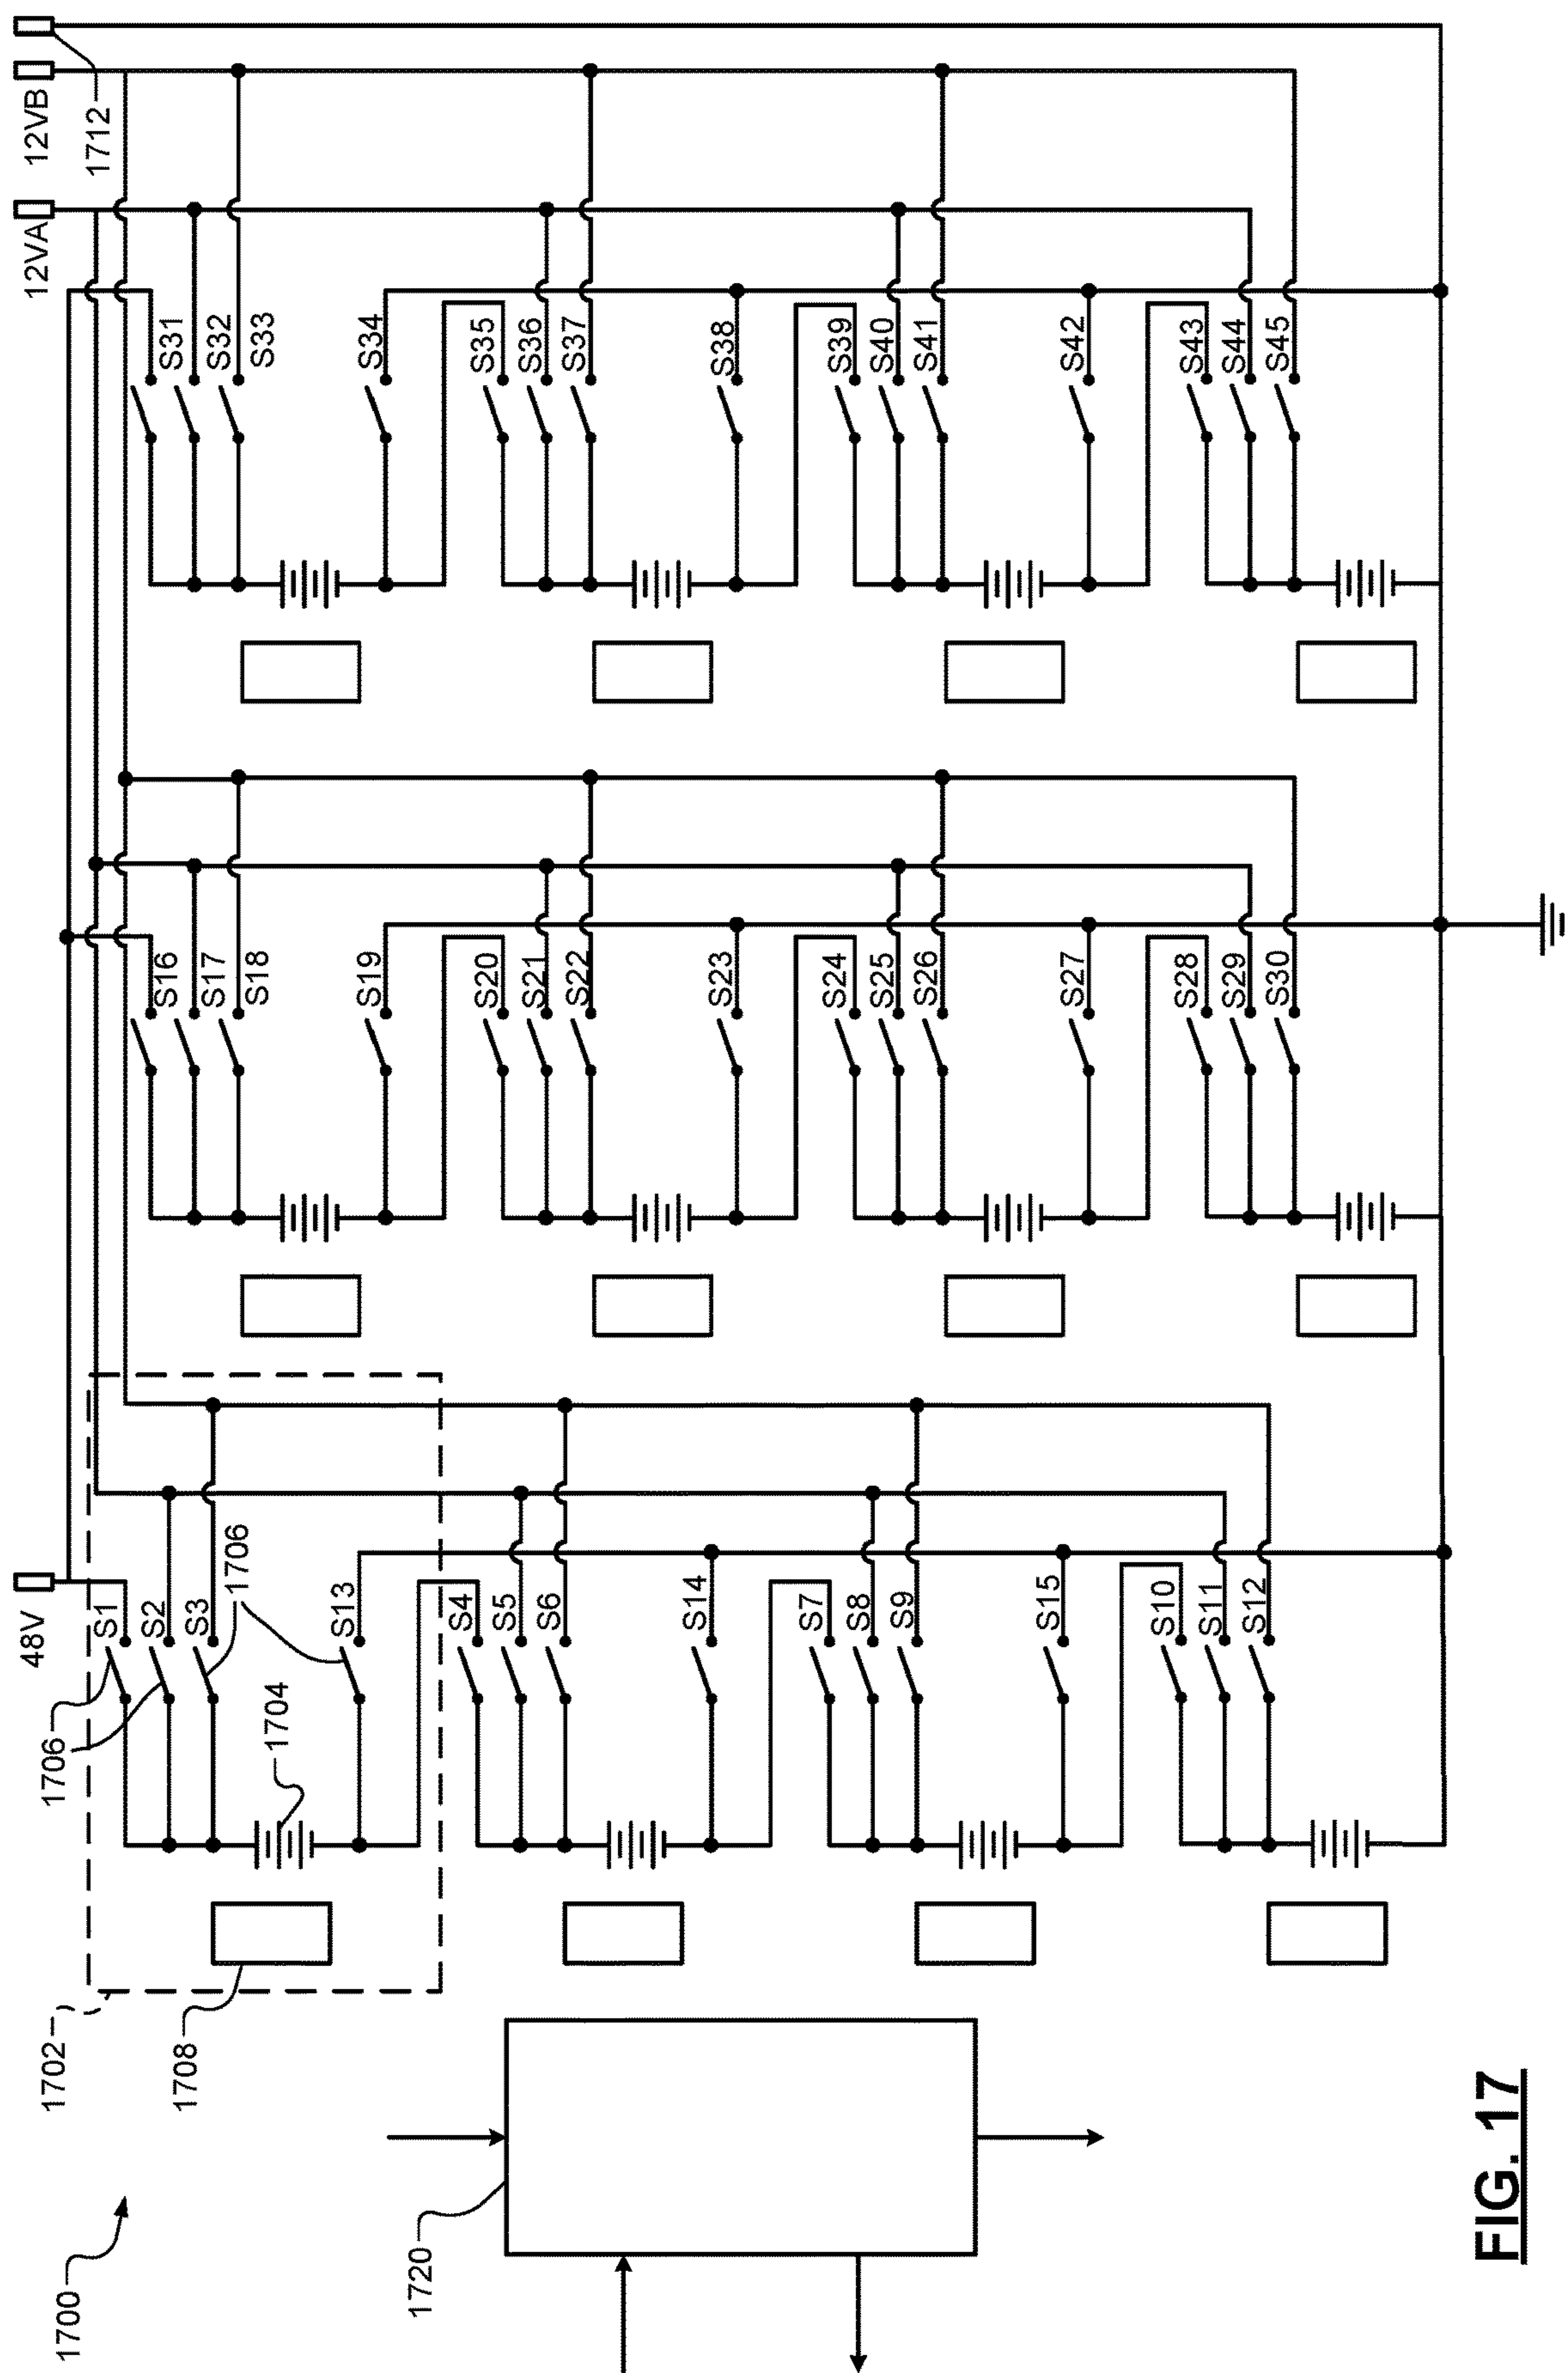 1700
1720
1702
1708
1706
1704
1706
48V
S1
S2
S3
S13
S4
S5
S6
S14
S7
S8
S9
S15
S10
S11
S12
S16
S17
S18
S19
S20
S21
S22
S23
S24
S25
S26
S27
S28
S29
S30
12VA
12VB
1712
S31
S32
S33
S34
S35
S36
S37
S38
S39
S40
S41
S42
S43
S44
S45
FIG. 17